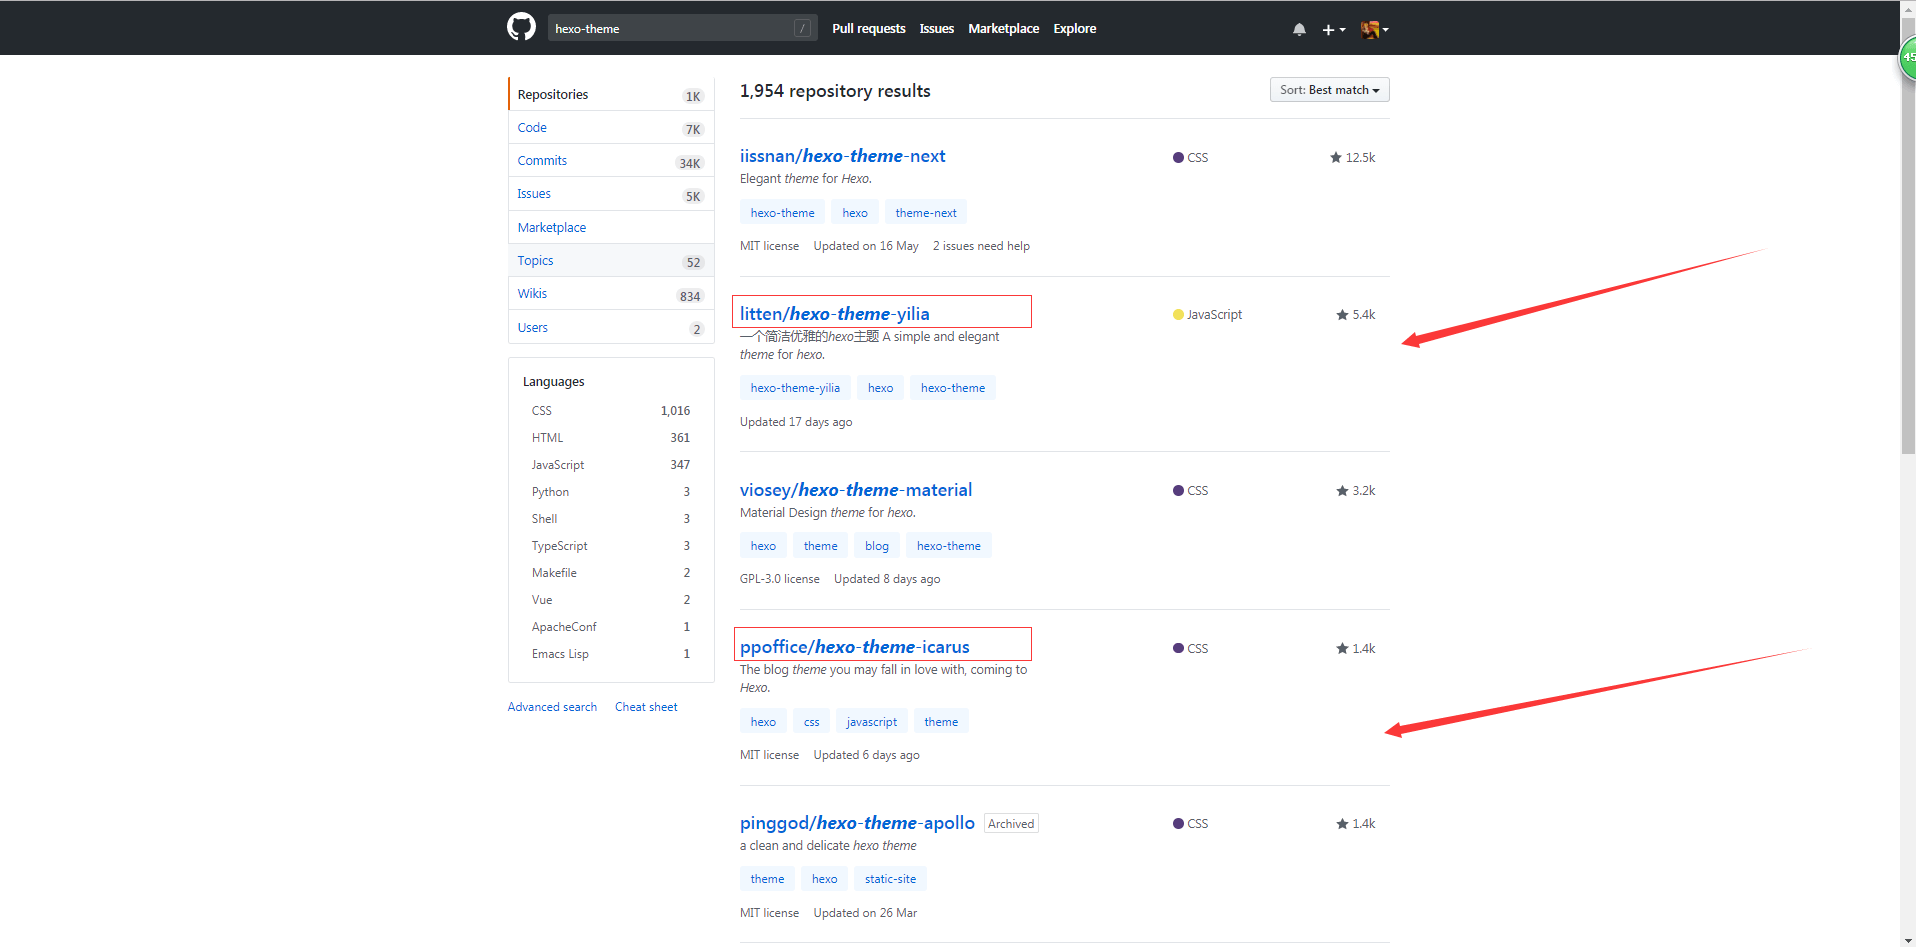 hexo-theme / Pull requests Issues Marketplace Explore
45
Repositories 1K
Code 7K
Commits 34K
Issues 5K
Marketplace
Topics 52
Wikis 834
Users 2
Languages
CSS 1,016
HTML 361
JavaScript 347
Python 3
Shell 3
TypeScript 3
Makefile 2
Vue 2
ApacheConf 1
Emacs Lisp 1
Advanced search Cheat sheet
1,954 repository results
Sort: Best match
iissnan/hexo-theme-next CSS 12.5k
Elegant theme for Hexo.
hexo-theme hexo theme-next
MIT license Updated on 16 May 2 issues need help
litten/hexo-theme-yilia JavaScript 5.4k
一个简洁优雅的hexo主题 A simple and elegant
theme for hexo.
hexo-theme-yilia hexo hexo-theme
Updated 17 days ago
viosey/hexo-theme-material CSS 3.2k
Material Design theme for hexo.
hexo theme blog hexo-theme
GPL-3.0 license Updated 8 days ago
ppoffice/hexo-theme-icarus CSS 1.4k
The blog theme you may fall in love with, coming to
Hexo.
hexo css javascript theme
MIT license Updated 6 days ago
pinggod/hexo-theme-apollo Archived CSS 1.4k
a clean and delicate hexo theme
theme hexo static-site
MIT license Updated on 26 Mar